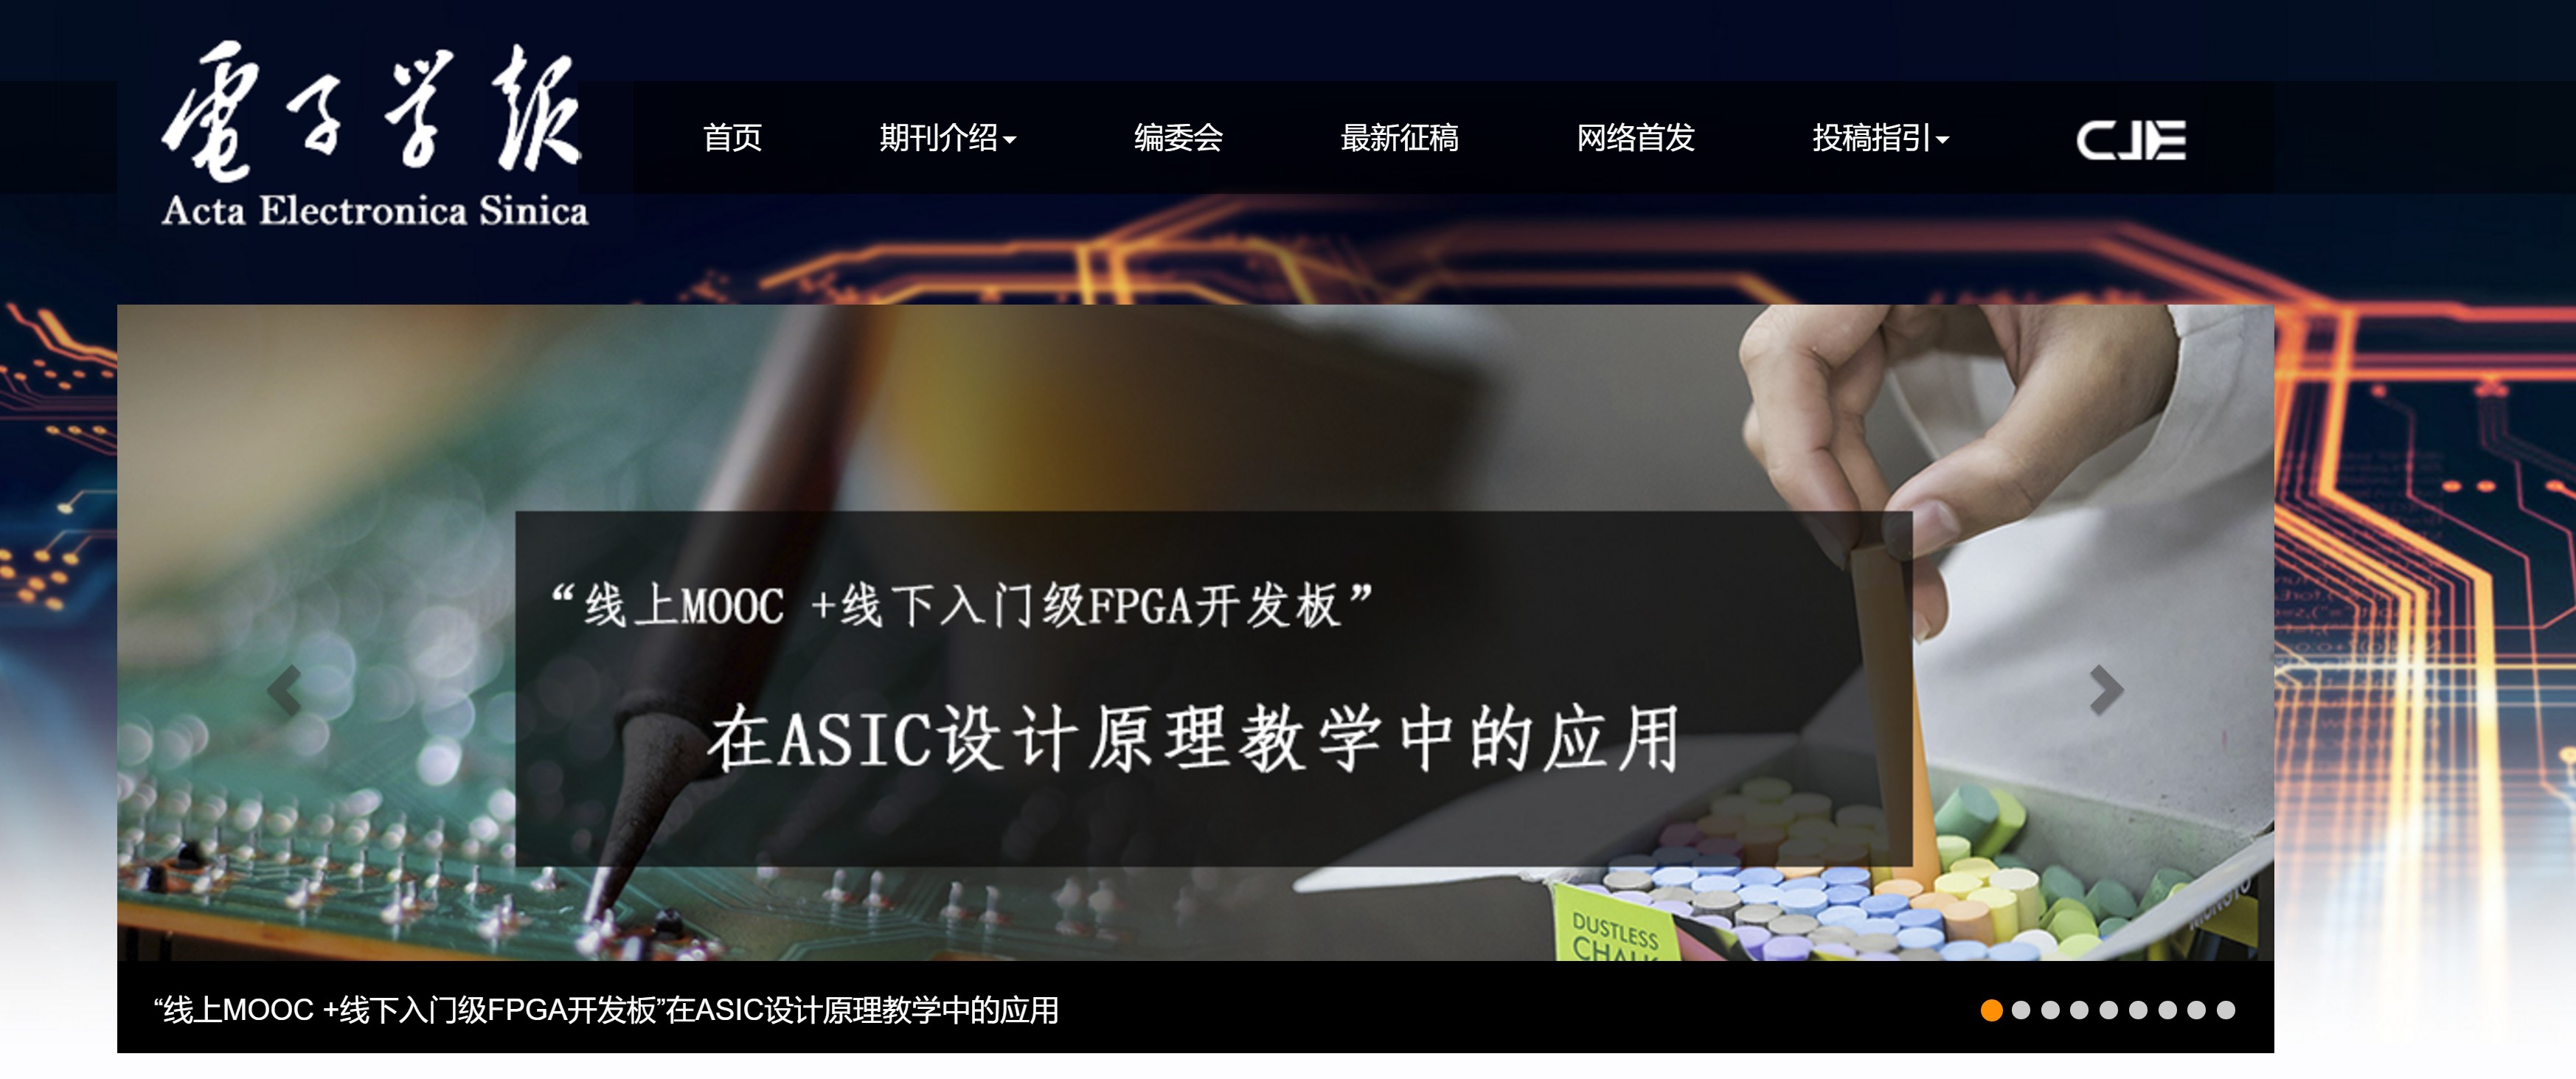 電子学報
Acta Electronica Sinica
首页
期刊介绍
编委会
最新征稿
网络首发
投稿指引
CJE
“线上MOOC +线下入门级FPGA开发板”
在ASIC设计原理教学中的应用
DUSTLESS
CHALK
“线上MOOC +线下入门级FPGA开发板”在ASIC设计原理教学中的应用